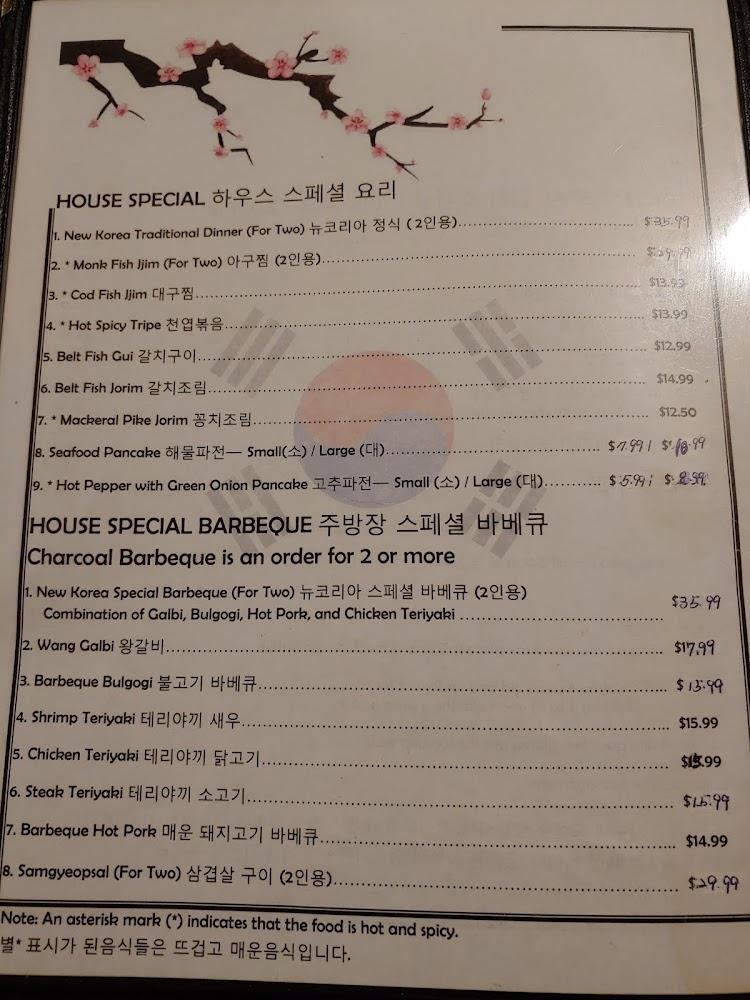 HOUSE SPECIAL 하우스 스페셜 요리
1. New Korea Traditional Dinner (For Two) 뉴코리아 정식 ( 2인용)........ $35.99
2. * Monk Fish Jjim (For Two) 아구찜 (2인용)........ $29.99
3. * Cod Fish Jjim 대구찜........ $13.93
4. * Hot Spicy Tripe 천엽볶음........ $13.99
5. Belt Fish Gui 갈치구이........ $12.99
6. Belt Fish Jorim 갈치조림........ $14.99
7. * Mackeral Pike Jorim 꽁치조림........ $12.50
8. Seafood Pancake 해물파전— Small(소) / Large (대)........ $7.99 /
9. * Hot Pepper with Green Onion Pancake 고추파전— Small (소) / Large (대)........ $5.99 /
HOUSE SPECIAL BARBEQUE 주방장 스페셜 바베큐
Charcoal Barbeque is an order for 2 or more
1. New Korea Special Barbeque (For Two) 뉴코리아 스페셜 바베큐 (2인용)
Combination of Galbi, Bulgogi, Hot Pork, and Chicken Teriyaki ........ $35.99
2. Wang Galbi 왕갈비........ $17.99
3. Barbeque Bulgogi 불고기 바베큐........ $15.99
4. Shrimp Teriyaki 테리야끼 새우........ $15.99
5. Chicken Teriyaki 테리야끼 닭고기........
6. Steak Teriyaki 테리야끼 소고기........ $15.99
7. Barbeque Hot Pork 매운 돼지고기 바베큐........ $14.99
8. Samgyeopsal (For Two) 삼겹살 구이 (2인용)........ $29.99
Note: An asterisk mark (*) indicates that the food is hot and spicy.
별* 표시가 된음식들은 뜨겁고 매운음식입니다.